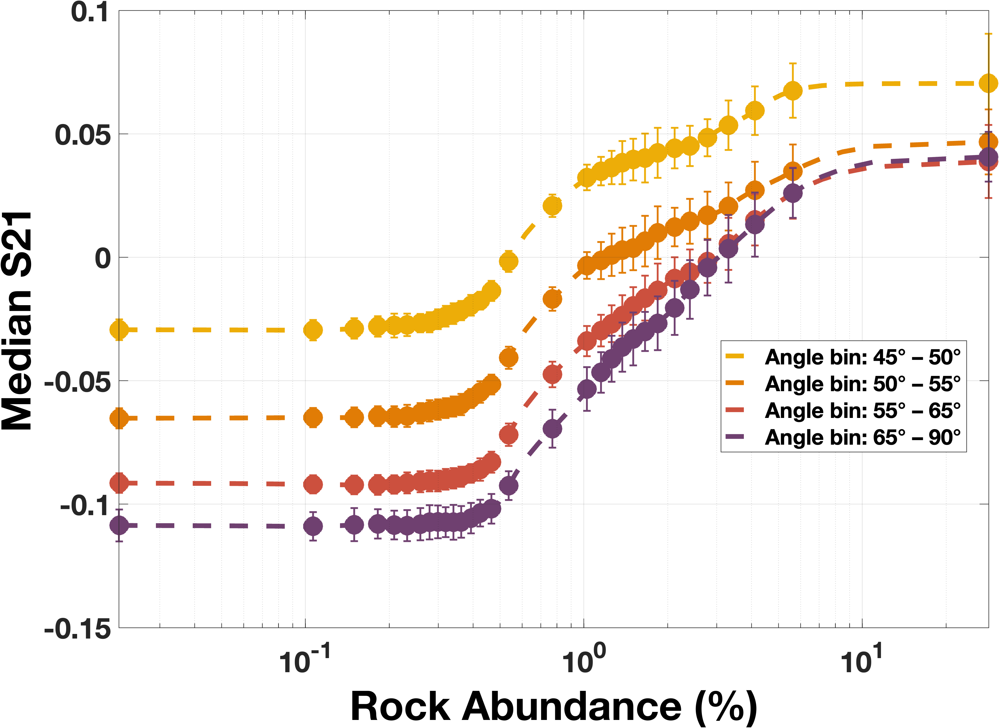 0.1
0.05
0
-0.05
-0.1
-0.15
Median S21
Angle bin: 45° – 50°
Angle bin: 50° – 55°
Angle bin: 55° – 65°
Angle bin: 65° – 90°
10⁻¹ 10⁰ 10¹
Rock Abundance (%)